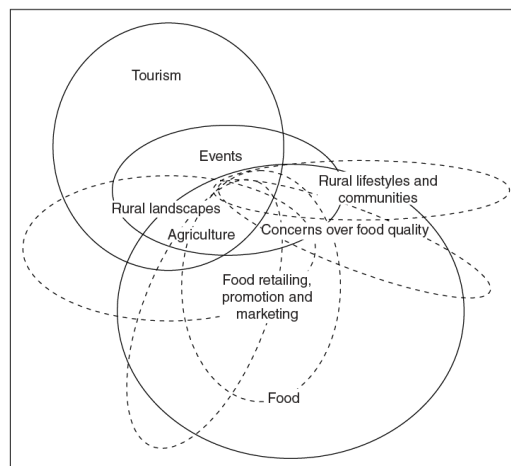 Tourism
Events
Rural lifestyles and
communities
Rural landscapes
Agriculture
Concerns over food quality
Food retailing,
promotion and
marketing
Food